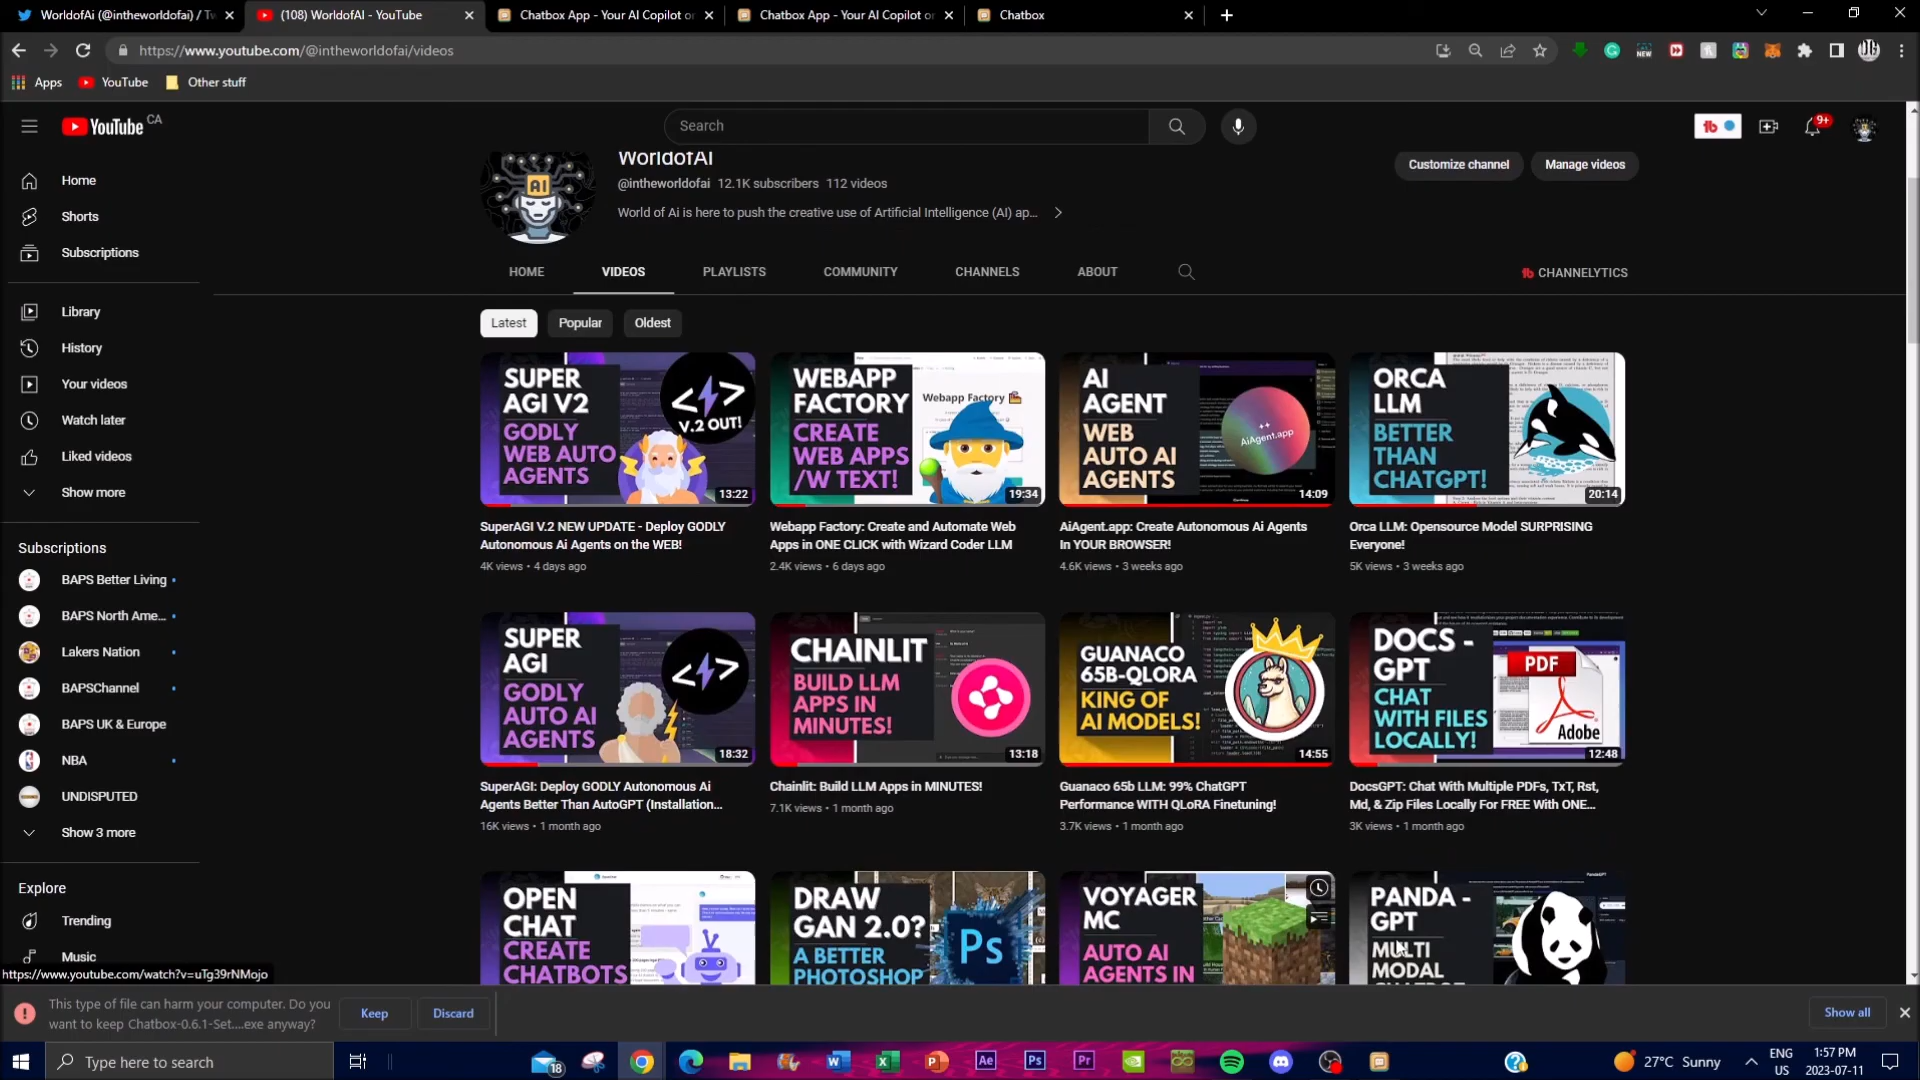 WorldofAi (@intheworldofai) / Tw
(108) WorldofAI - YouTube
Chatbox App - Your AI Copilot or
Chatbox App - Your AI Copilot or
Chatbox
https://www.youtube.com/@intheworldofai/videos
Apps
YouTube
Other stuff
YouTube CA
Search
9+
Home
Shorts
Subscriptions
Library
History
Your videos
Watch later
Liked videos
Show more
Subscriptions
BAPS Better Living
BAPS North Ame...
Lakers Nation
BAPSChannel
BAPS UK & Europe
NBA
UNDISPUTED
Show 3 more
Explore
Trending
Music
WorldofAI
@intheworldofai 12.1K subscribers 112 videos
World of Ai is here to push the creative use of Artificial Intelligence (AI) ap...
Customize channel
Manage videos
HOME
VIDEOS
PLAYLISTS
COMMUNITY
CHANNELS
ABOUT
CHANNELYTICS
Latest
Popular
Oldest
SUPER
AGI V2
GODLY
WEB AUTO
AGENTS
V.2 OUT!
13:22
SuperAGI V.2 NEW UPDATE - Deploy GODLY
Autonomous Ai Agents on the WEB!
4K views • 4 days ago
WEBAPP
FACTORY
CREATE
WEB APPS
/W TEXT!
Webapp Factory
19:34
Webapp Factory: Create and Automate Web
Apps in ONE CLICK with Wizard Coder LLM
2.4K views • 6 days ago
AI
AGENT
WEB
AUTO AI
AGENTS
AiAgent.app
14:09
AiAgent.app: Create Autonomous Ai Agents
In YOUR BROWSER!
4.6K views • 3 weeks ago
ORCA
LLM
BETTER
THAN
CHATGPT!
20:14
Orca LLM: Opensource Model SURPRISING
Everyone!
5K views • 3 weeks ago
SUPER
AGI
GODLY
AUTO AI
AGENTS
18:32
SuperAGI: Deploy GODLY Autonomous Ai
Agents Better Than AutoGPT (Installation...
16K views • 1 month ago
CHAINLIT
BUILD LLM
APPS IN
MINUTES!
13:18
Chainlit: Build LLM Apps in MINUTES!
7.1K views • 1 month ago
GUANACO
65B-QLORA
KING OF
AI MODELS!
14:55
Guanaco 65b LLM: 99% ChatGPT
Performance WITH QLoRA Finetuning!
3.7K views • 1 month ago
DOCS -
GPT
CHAT
WITH FILES
LOCALLY!
PDF
Adobe
12:48
DocsGPT: Chat With Multiple PDFs, TxT, Rst,
Md, & Zip Files Locally For FREE With ONE...
3K views • 1 month ago
OPEN
CHAT
CREATE
CHATBOTS
DRAW
GAN 2.0?
A BETTER
PHOTOSHOP
Ps
VOYAGER
MC
AUTO AI
AGENTS IN
PANDA -
GPT
MULTI
MODAL
CHATBOT
https://www.youtube.com/watch?v=uTg39rNMojo
This type of file can harm your computer. Do you
want to keep Chatbox-0.6.1-Set....exe anyway?
Keep
Discard
Show all
Type here to search
18
27°C Sunny
ENG
US
1:57 PM
2023-07-11